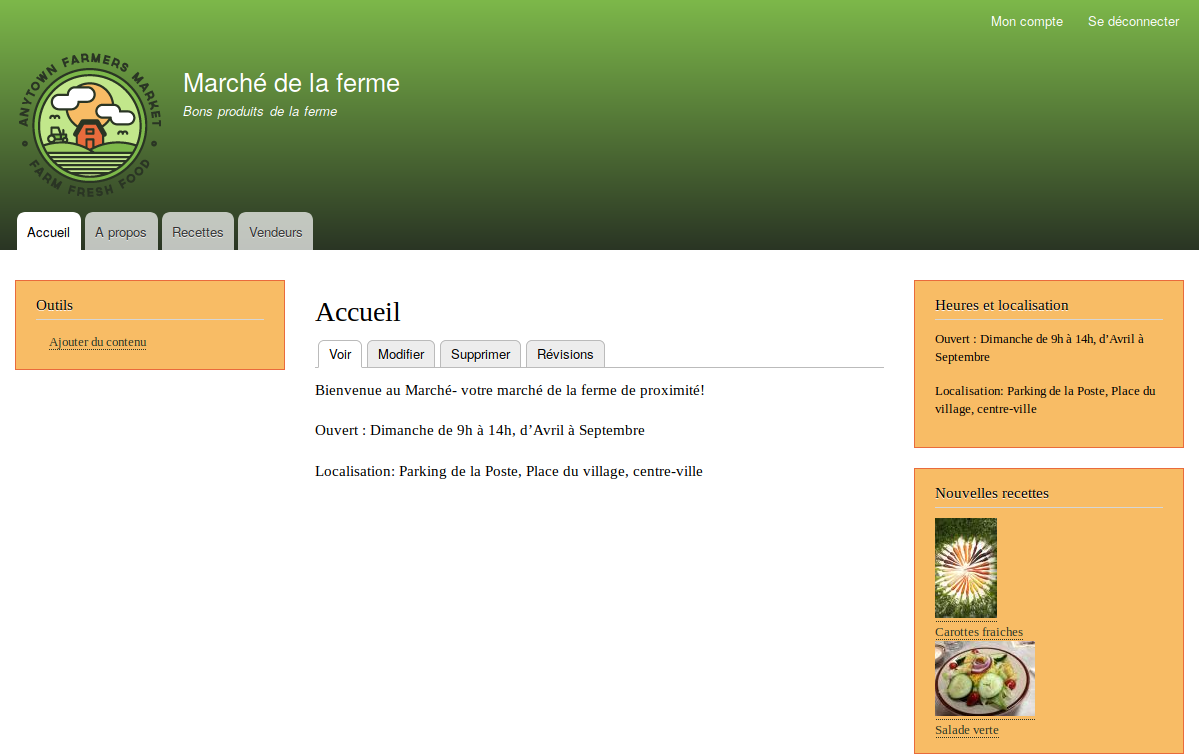 Mon compte Se déconnecter
ANYTOWN FARMERS MARKET
FARM FRESH FOOD
Marché de la ferme
Bons produits de la ferme
Accueil A propos Recettes Vendeurs
Outils
Ajouter du contenu
Accueil
Voir Modifier Supprimer Révisions
Bienvenue au Marché- votre marché de la ferme de proximité!
Ouvert : Dimanche de 9h à 14h, d’Avril à Septembre
Localisation: Parking de la Poste, Place du village, centre-ville
Heures et localisation
Ouvert : Dimanche de 9h à 14h, d’Avril à
Septembre
Localisation: Parking de la Poste, Place du
village, centre-ville
Nouvelles recettes
Carottes fraiches
Salade verte